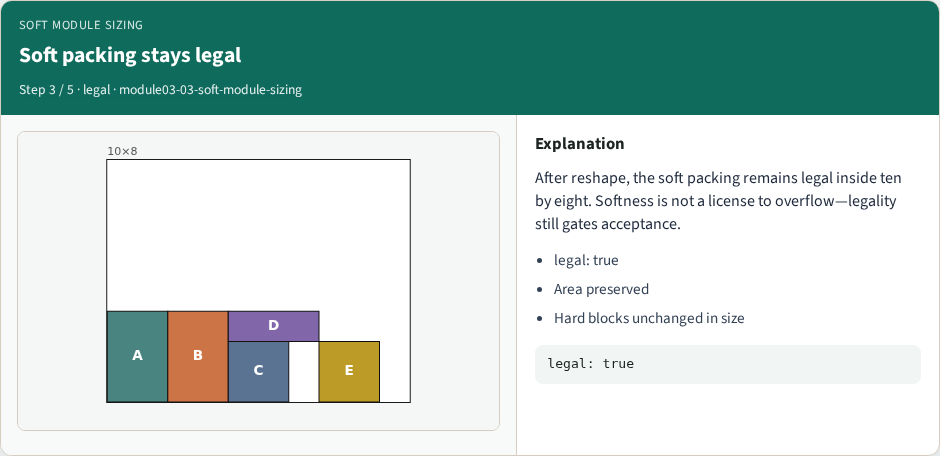 SOFT MODULE SIZING
Soft packing stays legal
Step 3 / 5 · legal · module03-03-soft-module-sizing
10×8
A
B
C
D
E
Explanation
After reshape, the soft packing remains legal inside ten
by eight. Softness is not a license to overflow—legality
still gates acceptance.
• legal: true
• Area preserved
• Hard blocks unchanged in size
legal: true